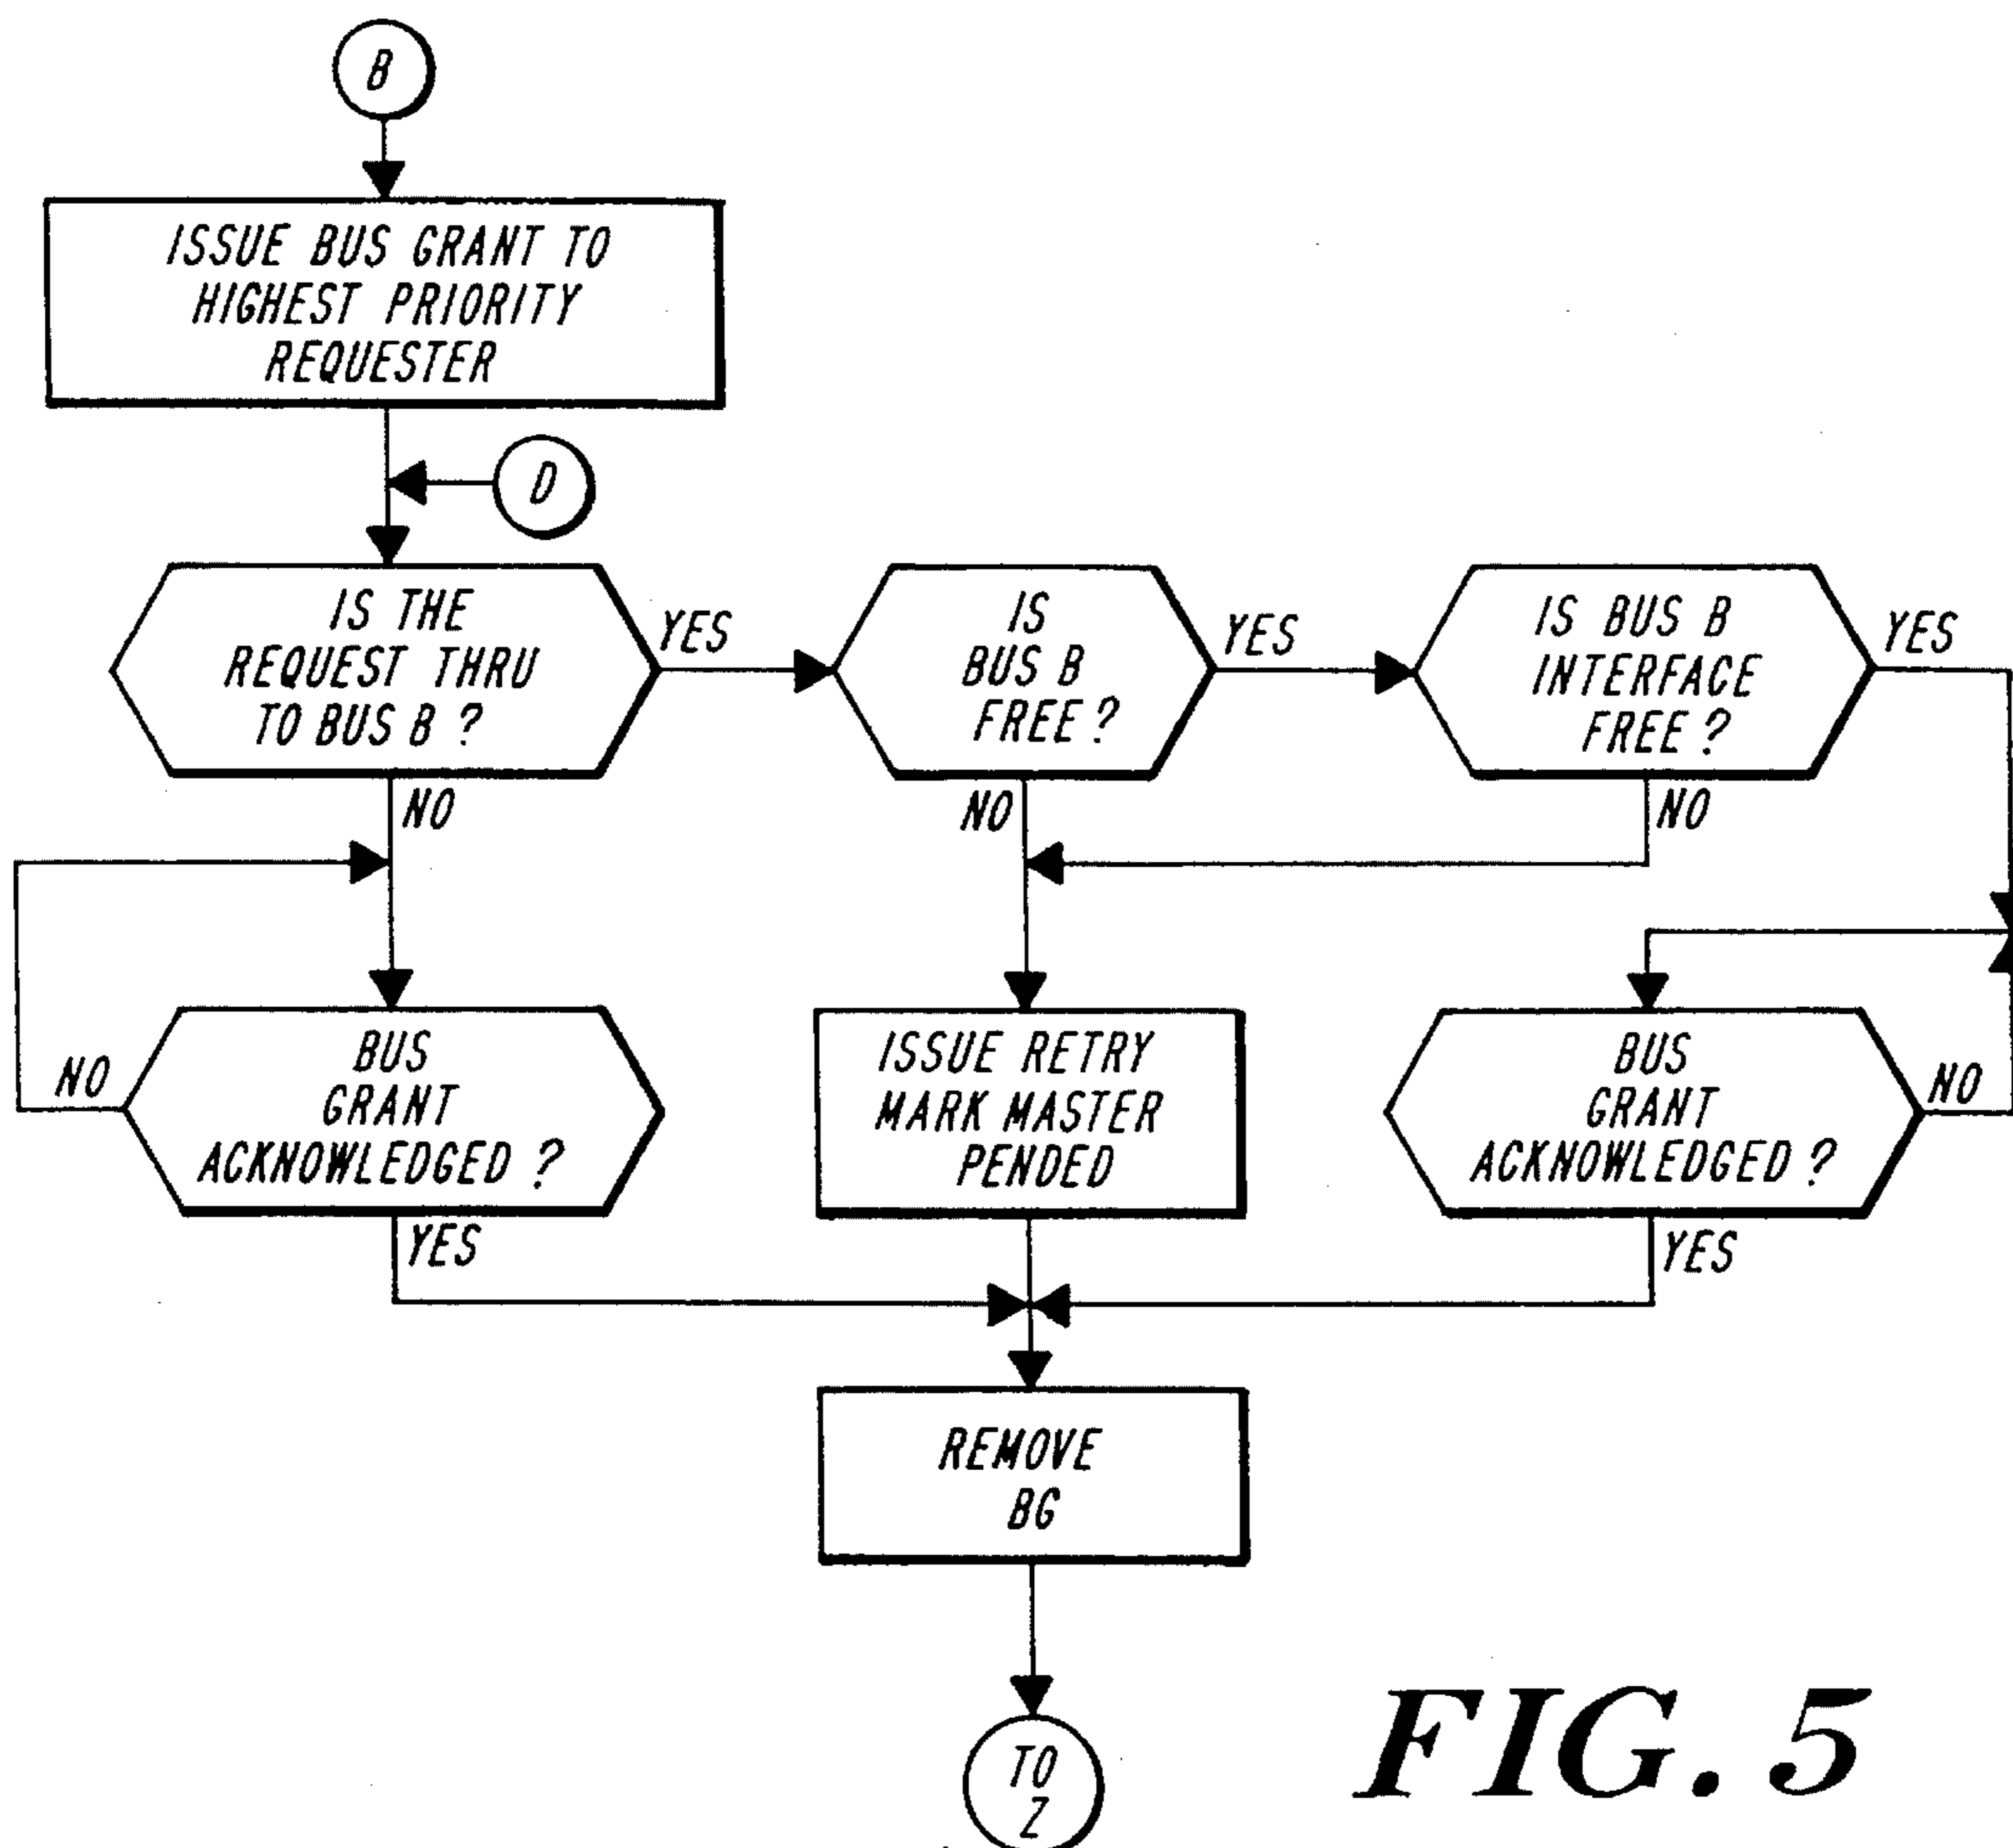 B
ISSUE BUS GRANT TO
HIGHEST PRIORITY
REQUESTER
D
IS THE
REQUEST THRU
TO BUS B ?
YES
NO
IS
BUS B
FREE ?
YES
NO
IS BUS B
INTERFACE
FREE ?
YES
NO
BUS
GRANT
ACKNOWLEDGED ?
NO
YES
ISSUE RETRY
MARK MASTER
PENDED
BUS
GRANT
ACKNOWLEDGED ?
NO
YES
REMOVE
BG
TO
Z
FIG. 5